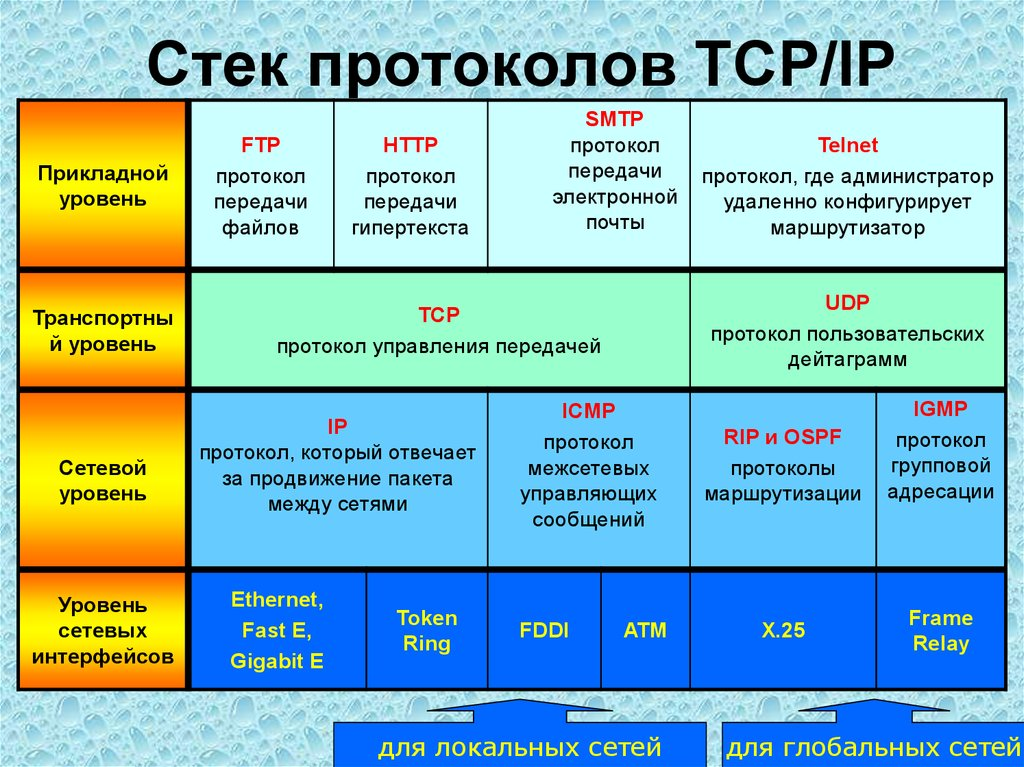 Стек протоколов TCP/IP
Прикладной
уровень
FTP
протокол
передачи
файлов
HTTP
протокол
передачи
гипертекста
SMTP
протокол
передачи
электронной
почты
Telnet
протокол, где администратор
удаленно конфигурирует
маршрутизатор
Транспортны
й уровень
TCP
протокол управления передачей
UDP
протокол пользовательских
дейтаграмм
Сетевой
уровень
IP
протокол, который отвечает
за продвижение пакета
между сетями
ICMP
протокол
межсетевых
управляющих
сообщений
RIP и OSPF
протоколы
маршрутизации
IGMP
протокол
групповой
адресации
Уровень
сетевых
интерфейсов
Ethernet,
Fast E,
Gigabit E
Token
Ring
FDDI
ATM
X.25
Frame
Relay
для локальных сетей
для глобальных сетей